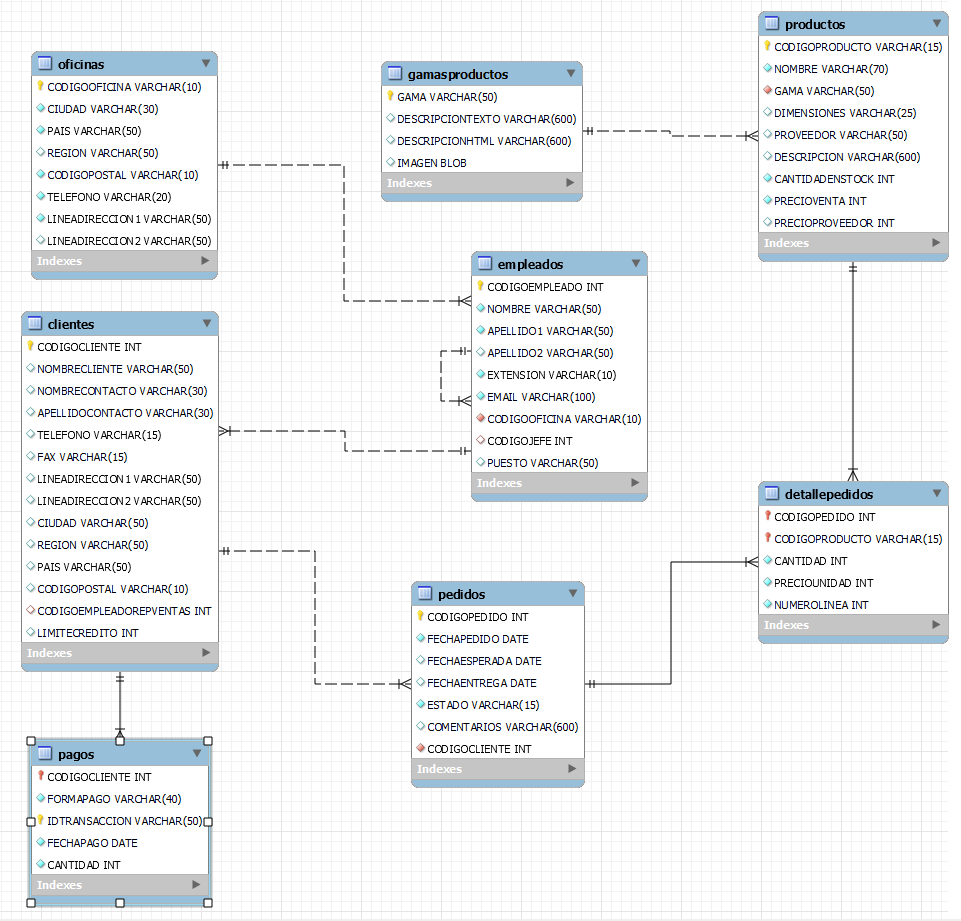 oficinas
CODIGOOFICINA VARCHAR(10)
CIUDAD VARCHAR(30)
PAIS VARCHAR(50)
REGION VARCHAR(50)
CODIGOPOSTAL VARCHAR(10)
TELEFONO VARCHAR(20)
LINEADIRECCION1 VARCHAR(50)
LINEADIRECCION2 VARCHAR(50)
Indexes
gamasproductos
GAMA VARCHAR(50)
DESCRIPCIONTEXTO VARCHAR(600)
DESCRIPCIONHTML VARCHAR(600)
IMAGEN BLOB
Indexes
productos
CODIGOPRODUCTO VARCHAR(15)
NOMBRE VARCHAR(70)
GAMA VARCHAR(50)
DIMENSIONES VARCHAR(25)
PROVEEDOR VARCHAR(50)
DESCRIPCION VARCHAR(600)
CANTIDADENSTOCK INT
PRECIOVENTA INT
PRECIOPROVEEDOR INT
Indexes
empleados
CODIGOEMPLEADO INT
NOMBRE VARCHAR(50)
APELLIDO1 VARCHAR(50)
APELLIDO2 VARCHAR(50)
EXTENSION VARCHAR(10)
EMAIL VARCHAR(100)
CODIGOOFICINA VARCHAR(10)
CODIGOJEFE INT
PUESTO VARCHAR(50)
Indexes
clientes
CODIGOCLIENTE INT
NOMBRECLIENTE VARCHAR(50)
NOMBRECONTACTO VARCHAR(30)
APELLIDOCONTACTO VARCHAR(30)
TELEFONO VARCHAR(15)
FAX VARCHAR(15)
LINEADIRECCION1 VARCHAR(50)
LINEADIRECCION2 VARCHAR(50)
CIUDAD VARCHAR(50)
REGION VARCHAR(50)
PAIS VARCHAR(50)
CODIGOPOSTAL VARCHAR(10)
CODIGOEMPLEADOREPVENTAS INT
LIMITECREDITO INT
Indexes
detallepedidos
CODIGOPEDIDO INT
CODIGOPRODUCTO VARCHAR(15)
CANTIDAD INT
PRECIOUNIDAD INT
NUMEROLINEA INT
Indexes
pedidos
CODIGOPEDIDO INT
FECHAPEDIDO DATE
FECHAESPERADA DATE
FECHAENTREGA DATE
ESTADO VARCHAR(15)
COMENTARIOS VARCHAR(600)
CODIGOCLIENTE INT
Indexes
pagos
CODIGOCLIENTE INT
FORMAPAGO VARCHAR(40)
IDTRANSACCION VARCHAR(50)
FECHAPAGO DATE
CANTIDAD INT
Indexes